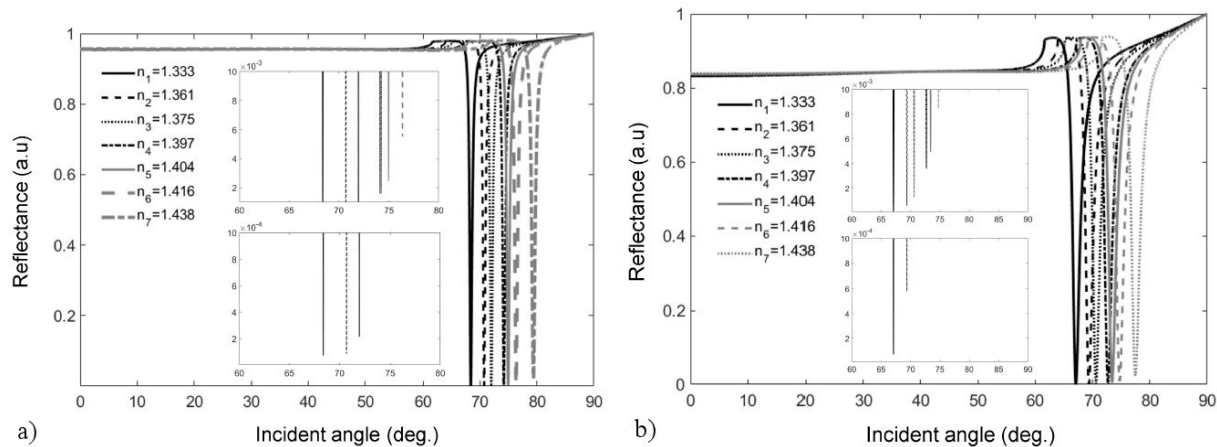 a)
Reflectance (a.u)
1
0.8
0.6
0.4
0.2
n1=1.333
n2=1.361
n3=1.375
n4=1.397
n5=1.404
n6=1.416
n7=1.438
×10-3
10
8
6
4
2
60 65 70 75 80
×10-4
10
8
6
4
2
0
60 65 70 75 80
0 10 20 30 40 50 60 70 80 90
Incident angle (deg.)
b)
Reflectance (a.u)
1
0.8
0.6
0.4
0.2
0
n1=1.333
n2=1.361
n3=1.375
n4=1.397
n5=1.404
n6=1.416
n7=1.438
×10-3
10
8
6
4
2
60 65 70 75 80 85 90
×10-4
10
8
6
4
2
0
60 65 70 75 80 85 90
0 10 20 30 40 50 60 70 80 90
Incident angle (deg.)